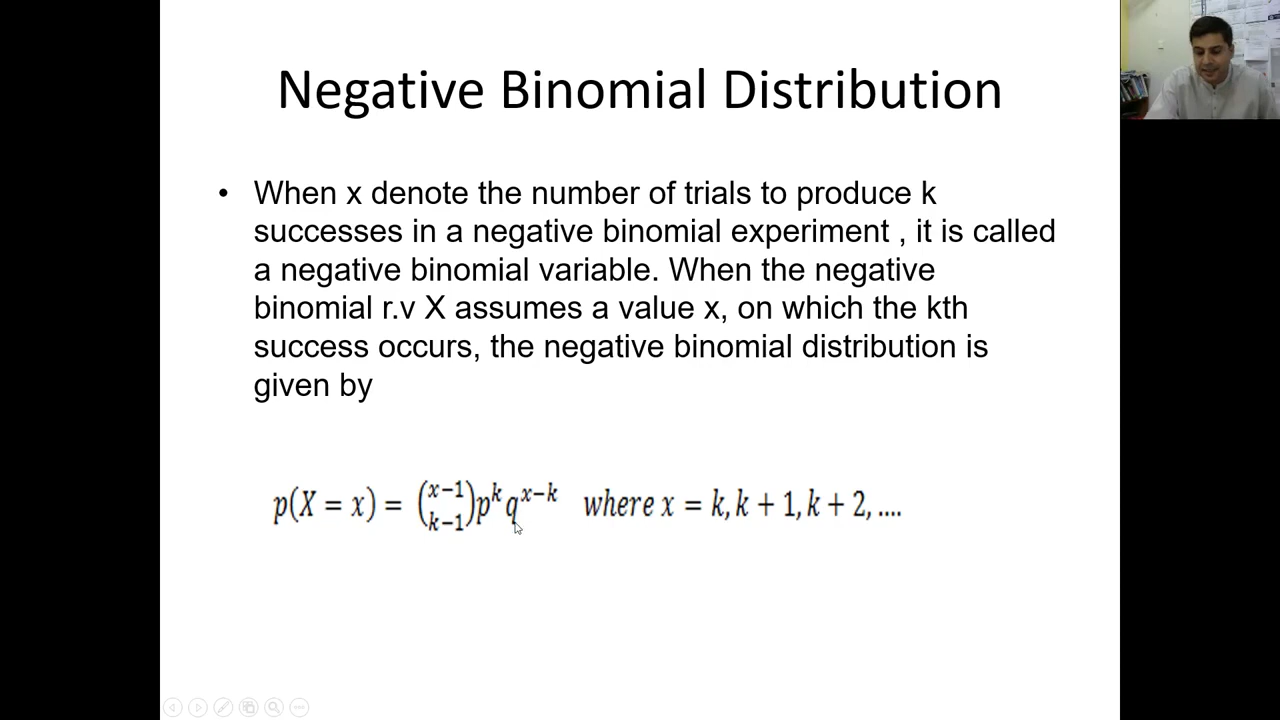 Negative Binomial Distribution
• When x denote the number of trials to produce k
successes in a negative binomial experiment , it is called
a negative binomial variable. When the negative
binomial r.v X assumes a value x, on which the kth
success occurs, the negative binomial distribution is
given by
p(X = x) = \binom{x-1}{k-1} p^k q^{x-k} where x = k, k + 1, k + 2, ....